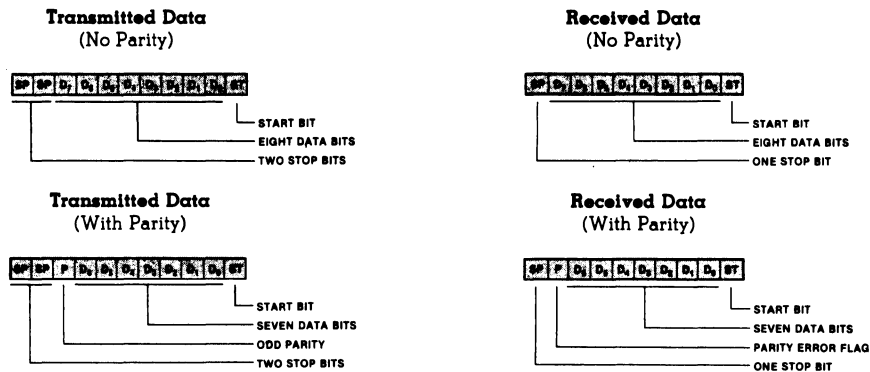 Transmitted Data
(No Parity)
SP SP D7 D6 D5 D4 D3 D2 D1 D0 ST
START BIT
EIGHT DATA BITS
TWO STOP BITS
Received Data
(No Parity)
SP D7 D6 D5 D4 D3 D2 D1 D0 ST
START BIT
EIGHT DATA BITS
ONE STOP BIT
Transmitted Data
(With Parity)
SP SP P D6 D5 D4 D3 D2 D1 D0 ST
START BIT
SEVEN DATA BITS
ODD PARITY
TWO STOP BITS
Received Data
(With Parity)
SP P D6 D5 D4 D3 D2 D1 D0 ST
START BIT
SEVEN DATA BITS
PARITY ERROR FLAG
ONE STOP BIT